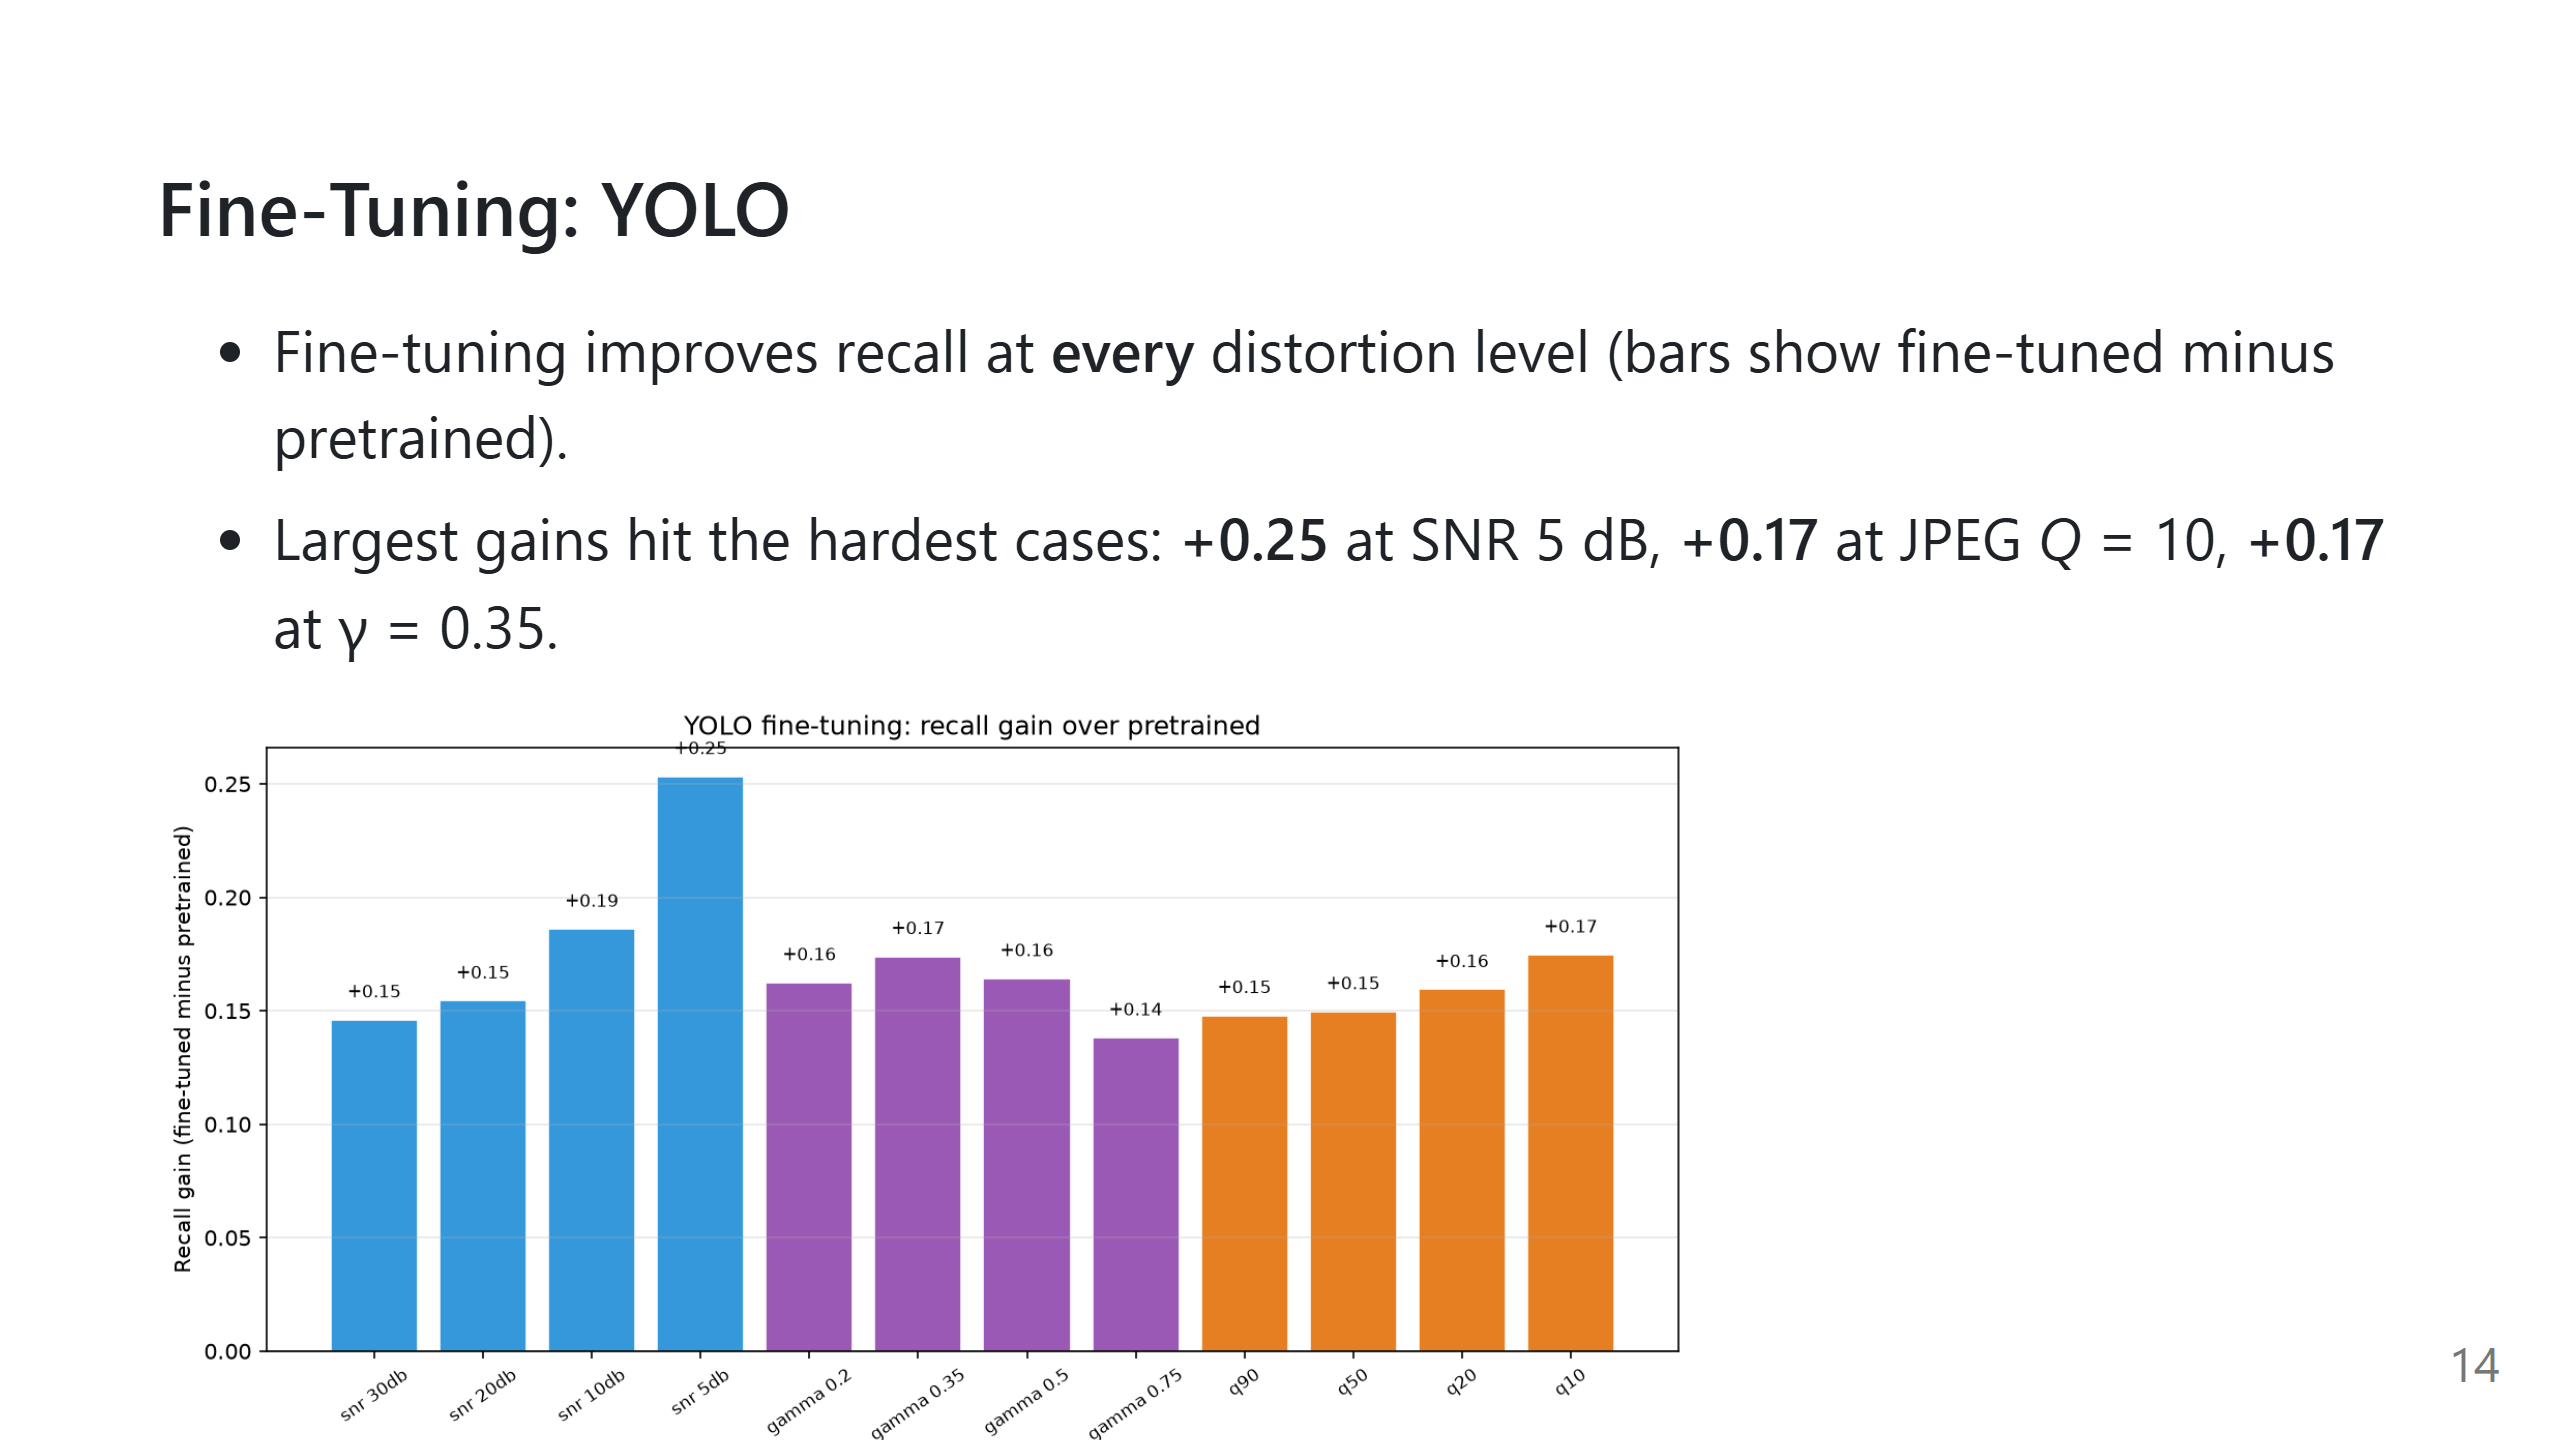 Fine-Tuning: YOLO
• Fine-tuning improves recall at every distortion level (bars show fine-tuned minus
pretrained).
• Largest gains hit the hardest cases: +0.25 at SNR 5 dB, +0.17 at JPEG Q = 10, +0.17
at γ = 0.35.
YOLO fine-tuning: recall gain over pretrained
Recall gain (fine-tuned minus pretrained)
0.25
0.20
0.15
0.10
0.05
0.00
+0.15
+0.15
+0.19
+0.25
+0.16
+0.17
+0.16
+0.14
+0.15
+0.15
+0.16
+0.17
snr 30db
snr 20db
snr 10db
snr 5db
gamma 0.2
gamma 0.35
gamma 0.5
gamma 0.75
q90
q50
q20
q10
14